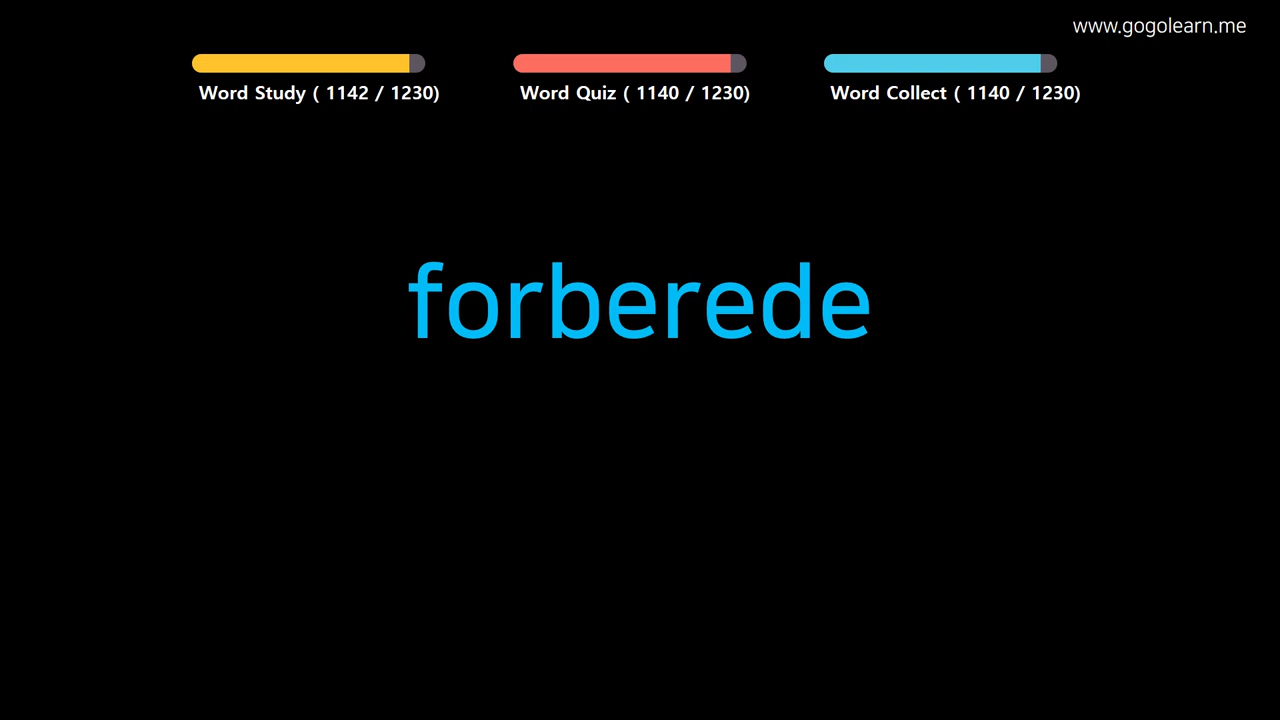 www.gogolearn.me
Word Study ( 1142 / 1230)
Word Quiz ( 1140 / 1230)
Word Collect ( 1140 / 1230)
forberede